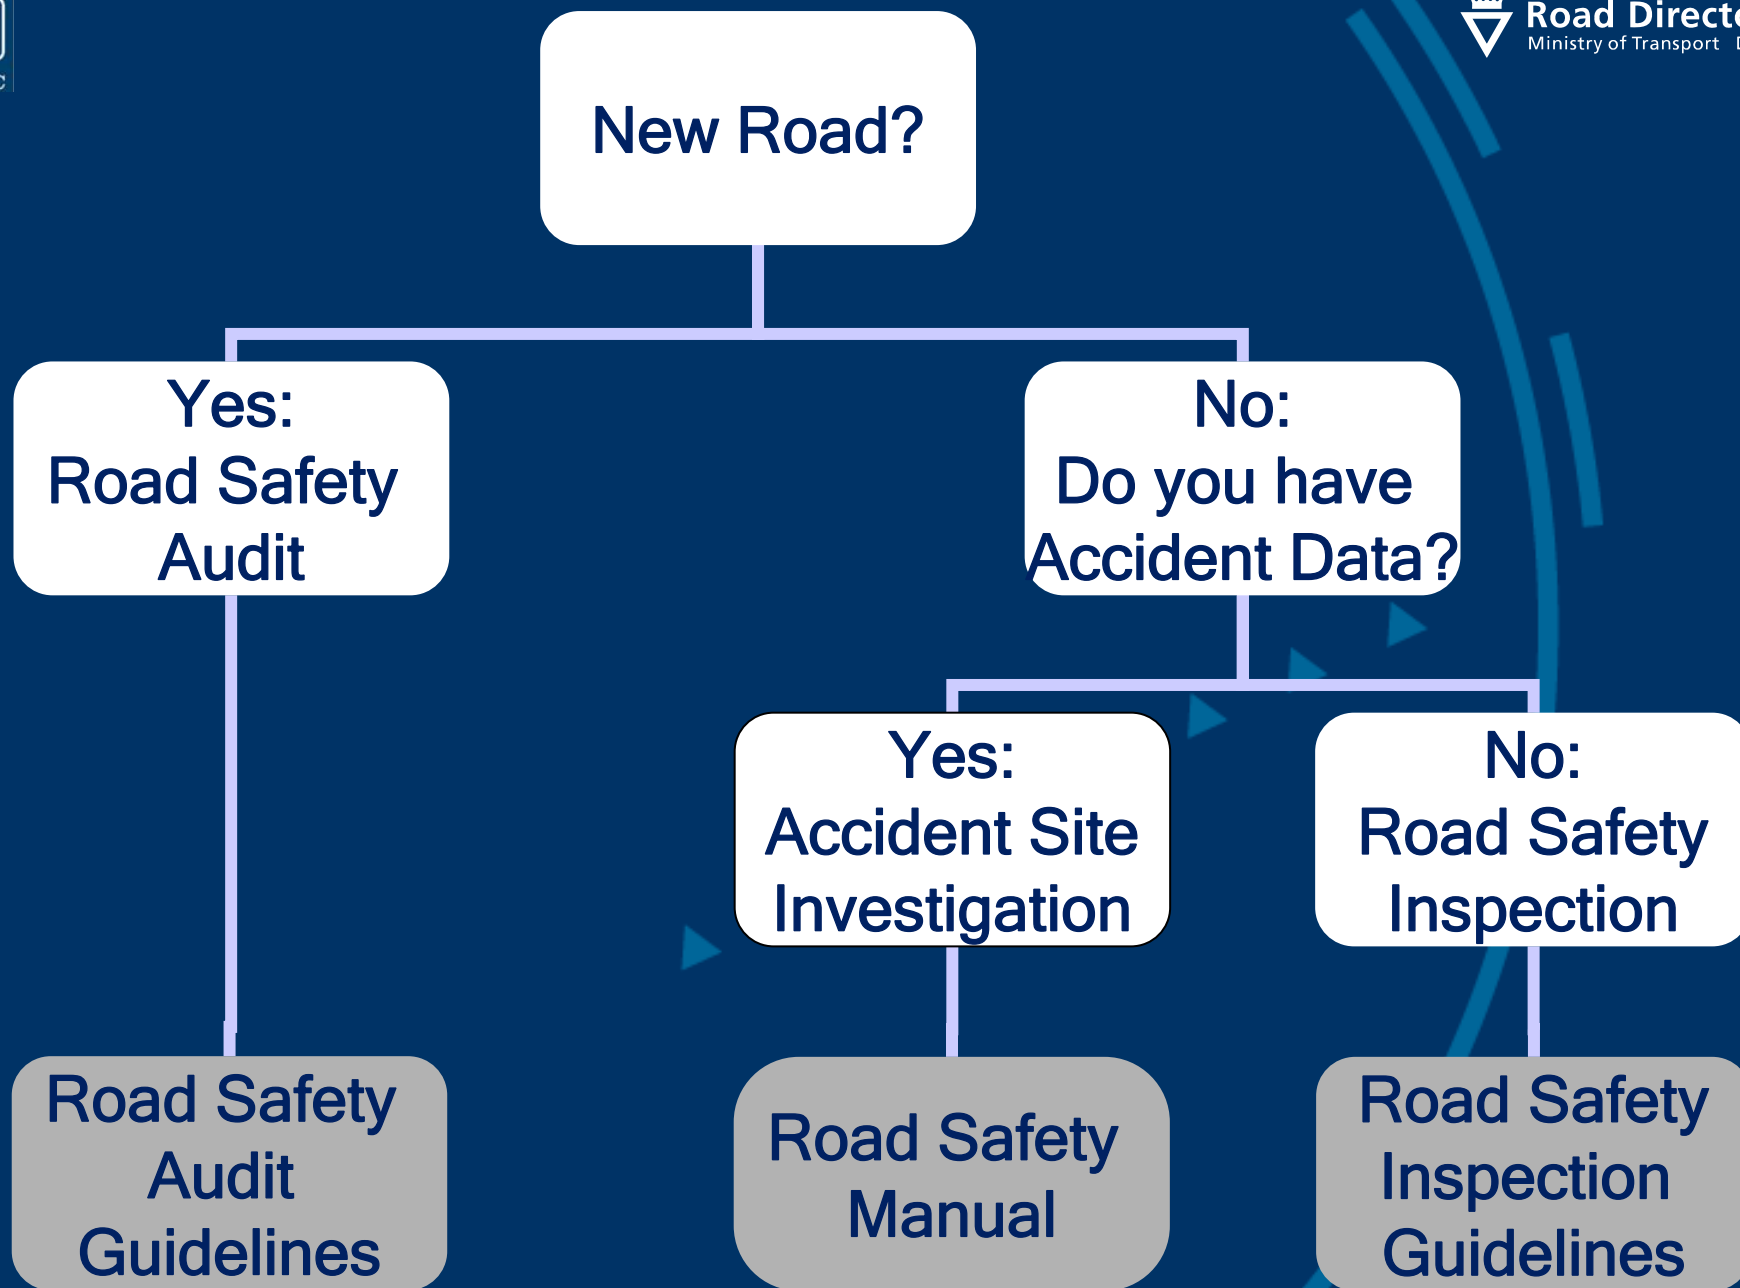 Road
Ministry of Transport
New Road?
Yes:
Road Safety
Audit
No:
Do you have
Accident Data?
Yes:
Accident Site
Investigation
No:
Road Safety
Inspection
Road Safety
Audit
Guidelines
Road Safety
Manual
Road Safety
Inspection
Guidelines